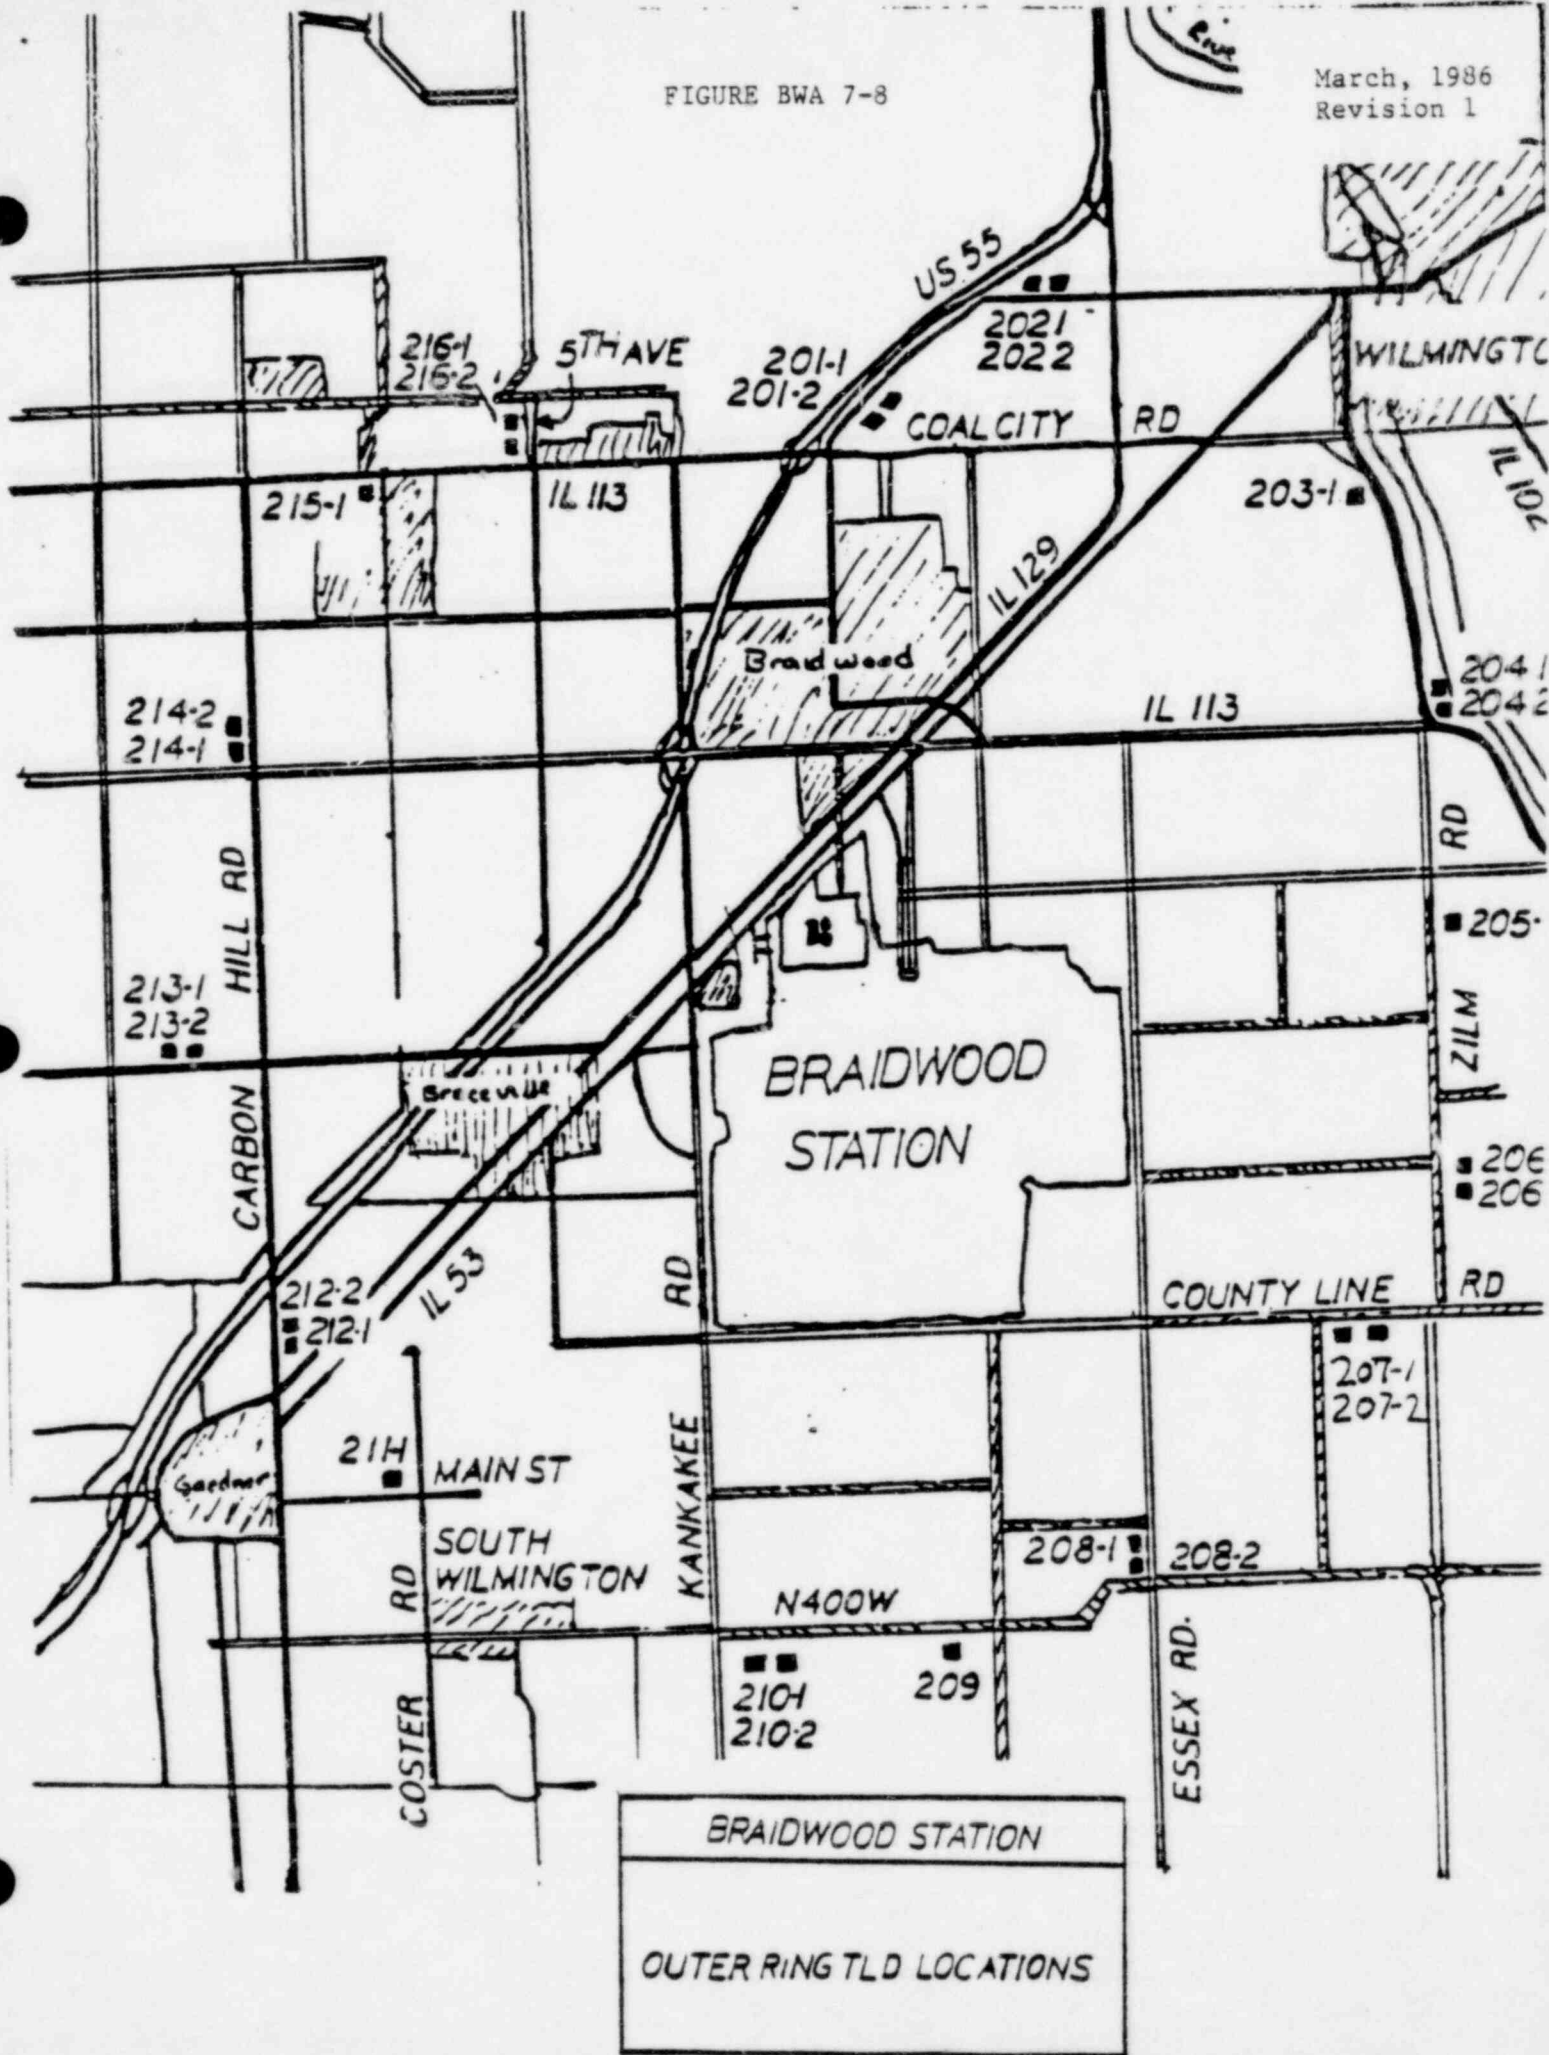 River
FIGURE BWA 7-8
March, 1986
Revision 1
US 55
2021
2022
WILMINGTO
216-1
216-2
5TH AVE
201-1
201-2
COAL CITY RD
IL 102
215-1
IL 113
203-1
IL 129
Braidwood
204 1
204 2
214-2
214-1
IL 113
HILL RD
RD
205-
213-1
213-2
ZILM
BRAIDWOOD
STATION
Braceville
CARBON
206
206
212-2
212-1
IL 53
RD
COUNTY LINE RD
207-1
207-2
21H
MAIN ST
Gardner
KANKAKEE
SOUTH
WILMINGTON
RD
208-1
208-2
N400W
210-1
210-2
209
COSTER
ESSEX RD.
BRAIDWOOD STATION
OUTER RING TLD LOCATIONS